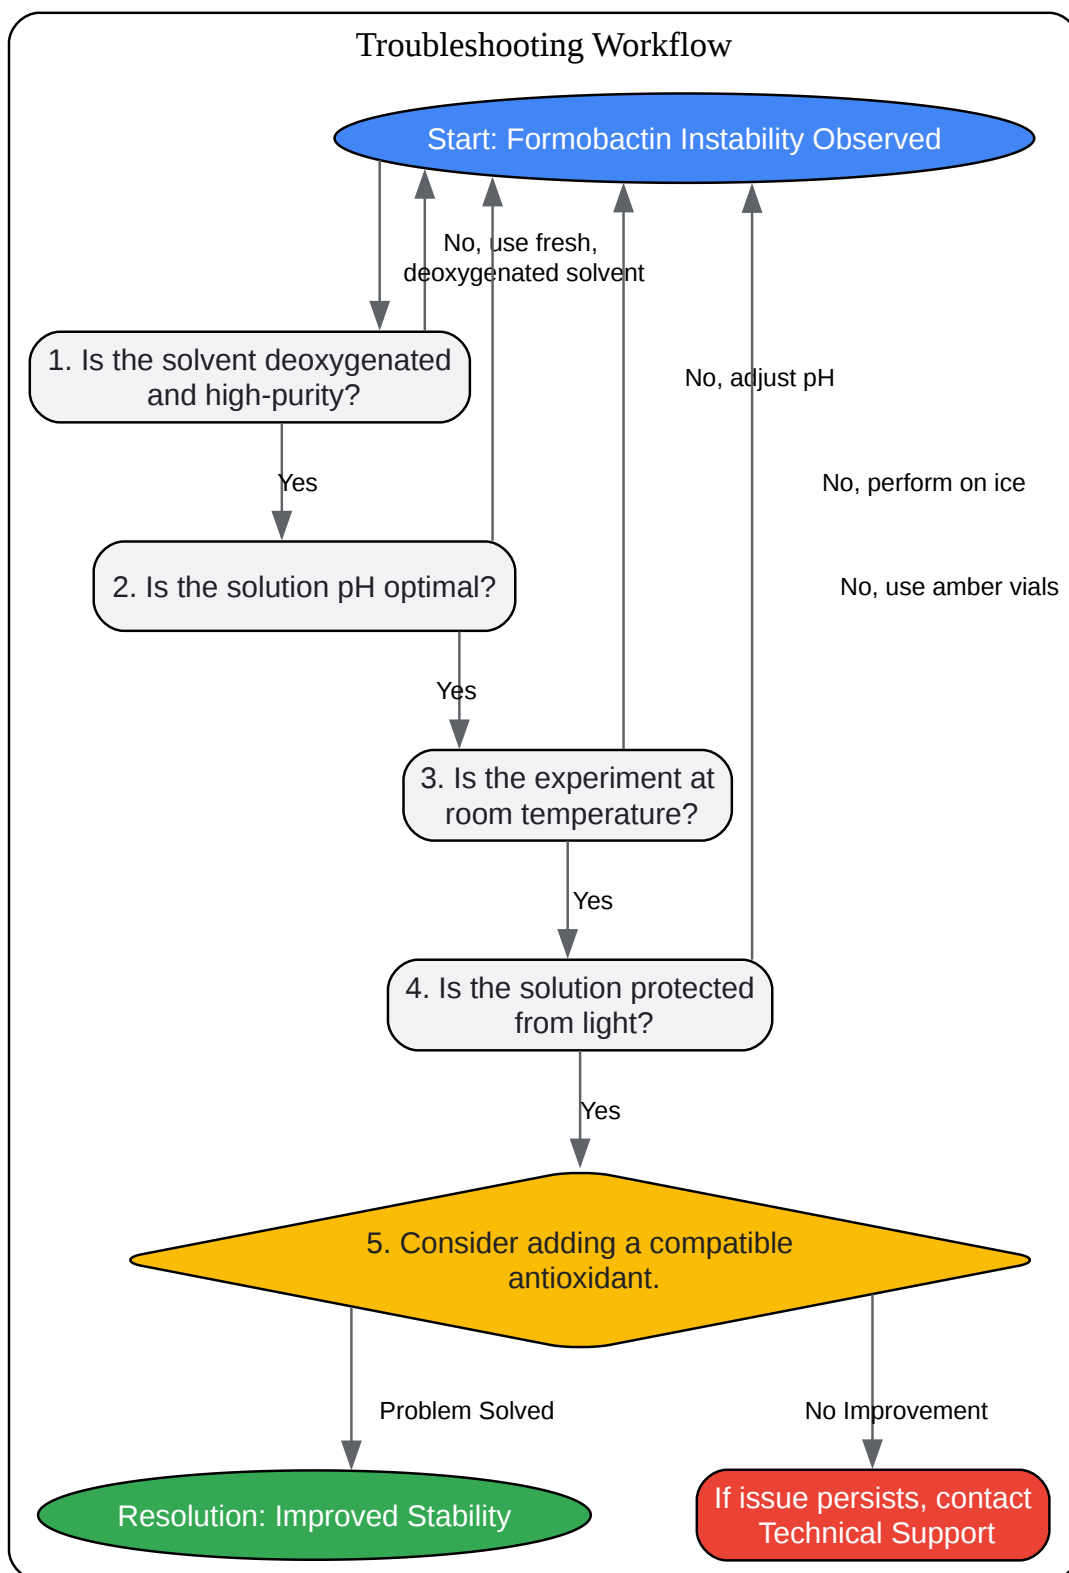 Troubleshooting Workflow
Start: Formobactin Instability Observed
No, use fresh,
deoxygenated solvent
1. Is the solvent deoxygenated
and high-purity?
No, adjust pH
Yes
No, perform on ice
2. Is the solution pH optimal?
No, use amber vials
Yes
3. Is the experiment at
room temperature?
Yes
4. Is the solution protected
from light?
Yes
5. Consider adding a compatible
antioxidant.
Problem Solved
No Improvement
Resolution: Improved Stability
If issue persists, contact
Technical Support